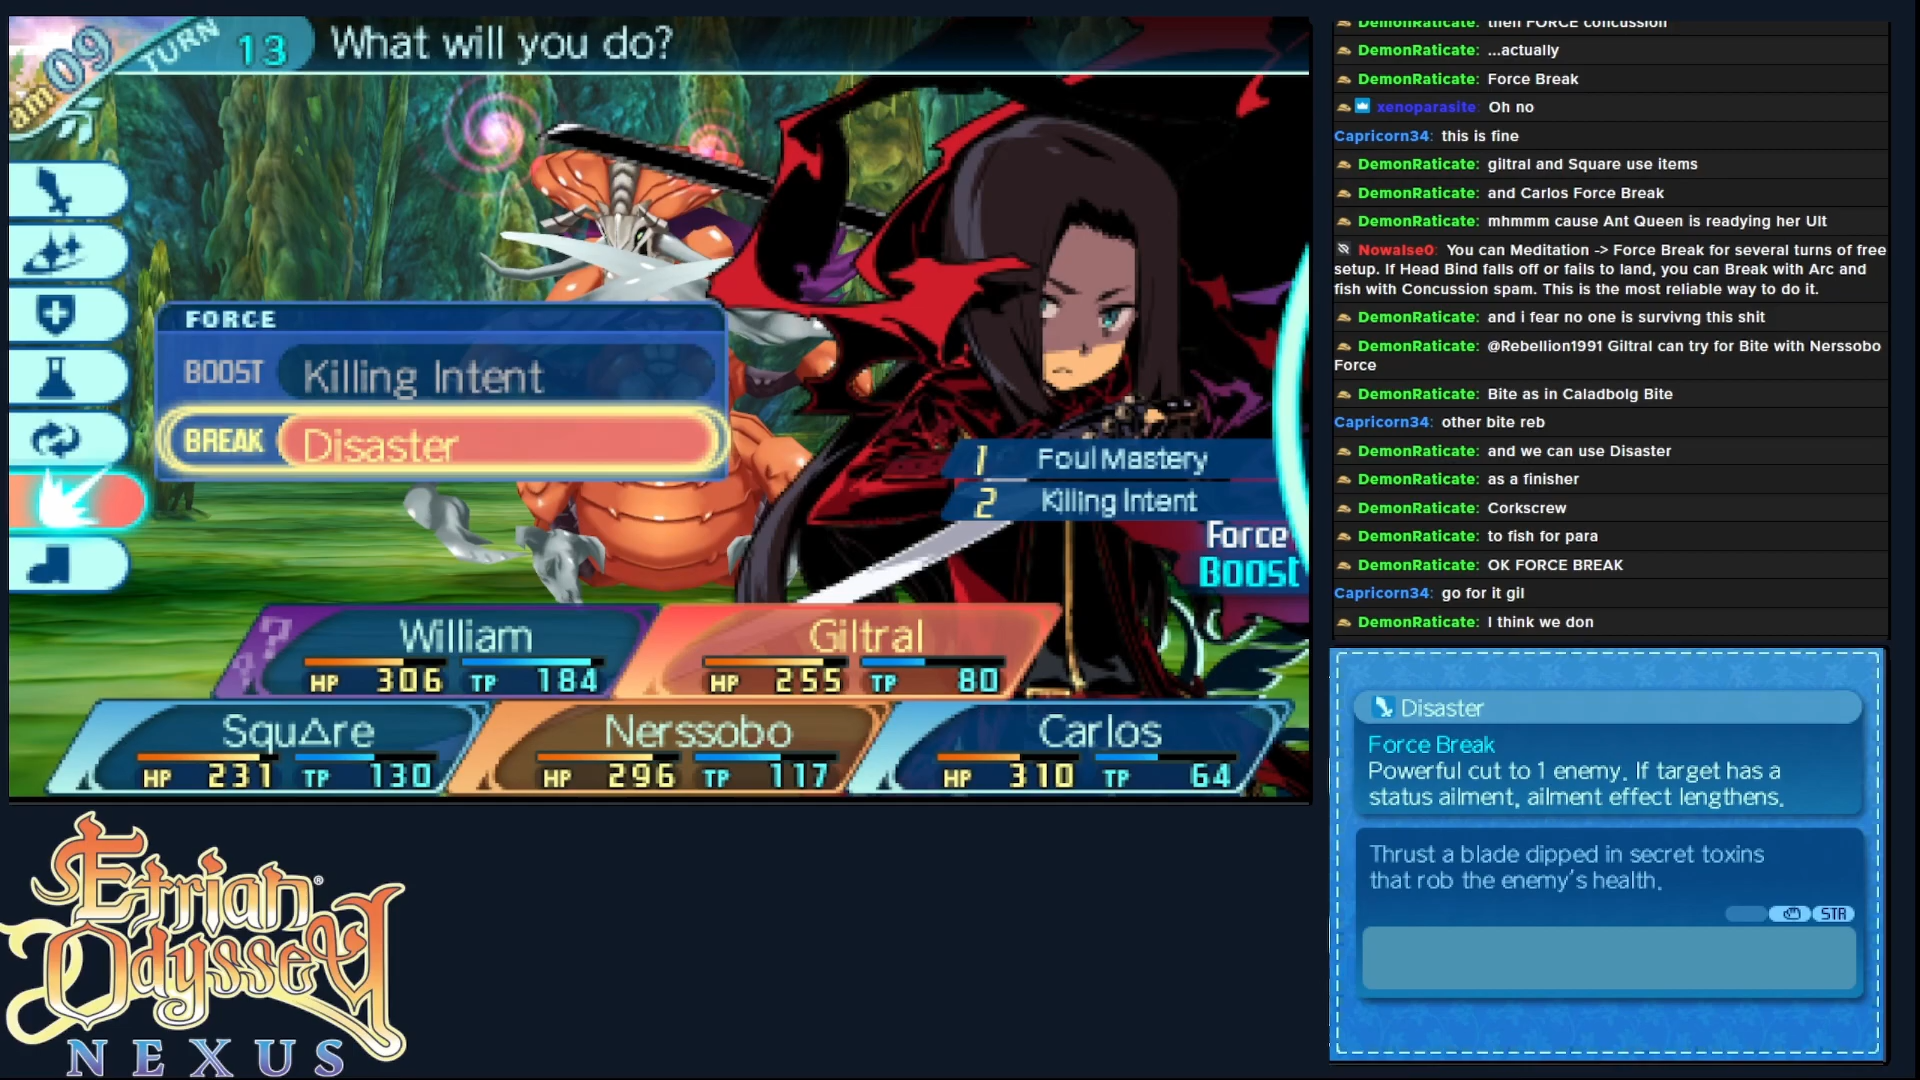 09
am
TURN 13
What will you do?
FORCE
BOOST Killing Intent
BREAK Disaster
1 Foul Mastery
2 Killing Intent
Force
Boost
William
HP 306 TP 184
Giltral
HP 255 TP 80
Squ△re
HP 231 TP 130
Nerssobo
HP 296 TP 117
Carlos
HP 310 TP 64
Etrian
Odyssey
NEXUS
DemonRaticate: then FORCE concussion
DemonRaticate: ...actually
DemonRaticate: Force Break
xenoparasite: Oh no
Capricorn34: this is fine
DemonRaticate: giltral and Square use items
DemonRaticate: and Carlos Force Break
DemonRaticate: mhmmm cause Ant Queen is readying her Ult
Nowalse0: You can Meditation -> Force Break for several turns of free
setup. If Head Bind falls off or fails to land, you can Break with Arc and
fish with Concussion spam. This is the most reliable way to do it.
DemonRaticate: and i fear no one is survivng this shit
DemonRaticate: @Rebellion1991 Giltral can try for Bite with Nerssobo
Force
DemonRaticate: Bite as in Caladbolg Bite
Capricorn34: other bite reb
DemonRaticate: and we can use Disaster
DemonRaticate: as a finisher
DemonRaticate: Corkscrew
DemonRaticate: to fish for para
DemonRaticate: OK FORCE BREAK
Capricorn34: go for it gil
DemonRaticate: I think we don
Disaster
Force Break
Powerful cut to 1 enemy. If target has a
status ailment, ailment effect lengthens.
Thrust a blade dipped in secret toxins
that rob the enemy's health.
STR